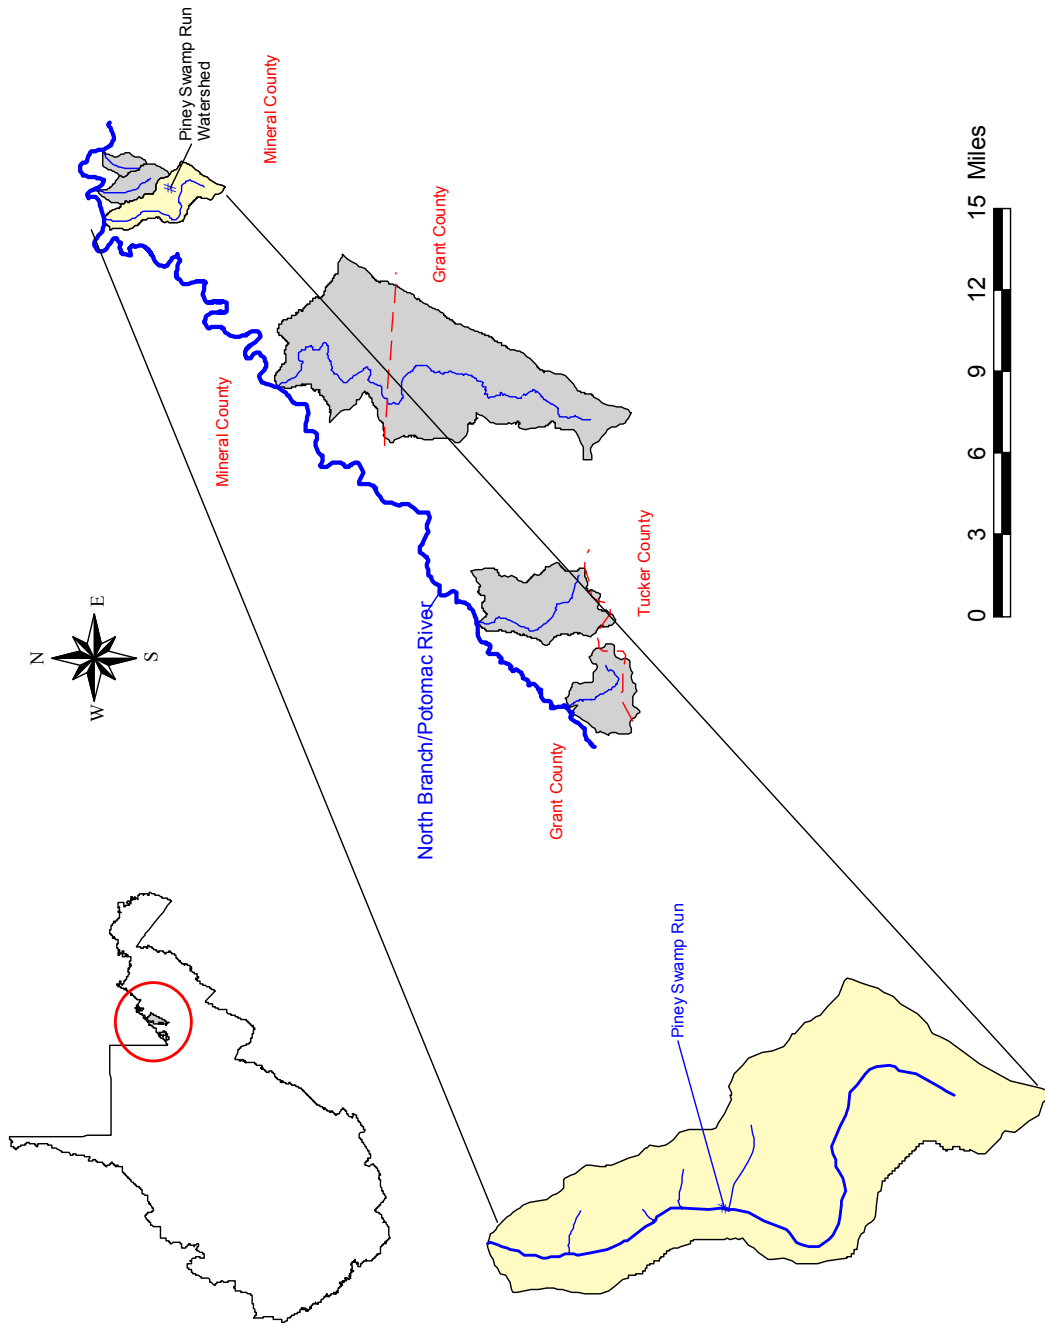 N
W
E
S
Piney Swamp Run
Watershed
Mineral County
Grant County
Mineral County
North Branch/Potomac River
Tucker County
Grant County
Piney Swamp Run
0 3 6 9 12 15 Miles